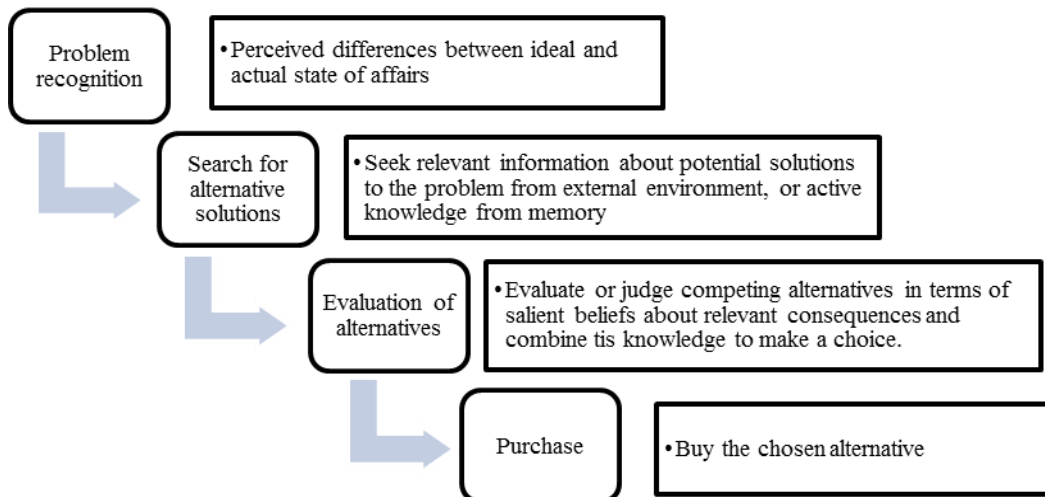 Problem
recognition
•Perceived differences between ideal and
actual state of affairs
Search for
alternative
solutions
•Seek relevant information about potential solutions
to the problem from external environment, or active
knowledge from memory
Evaluation of
alternatives
•Evaluate or judge competing alternatives in terms of
salient beliefs about relevant consequences and
combine tis knowledge to make a choice.
Purchase
•Buy the chosen alternative